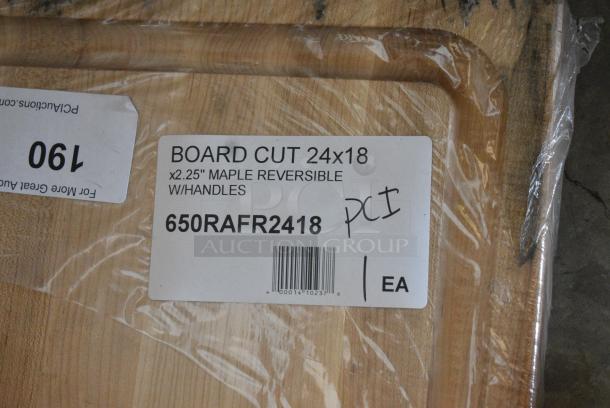 BOARD CUT 24x18
x2.25" MAPLE REVERSIBLE
W/HANDLES
650RAFR2418
PCI
1 EA
PCI
AUCTION GROUP
190
PCIAuctions.com
For More Great Auc